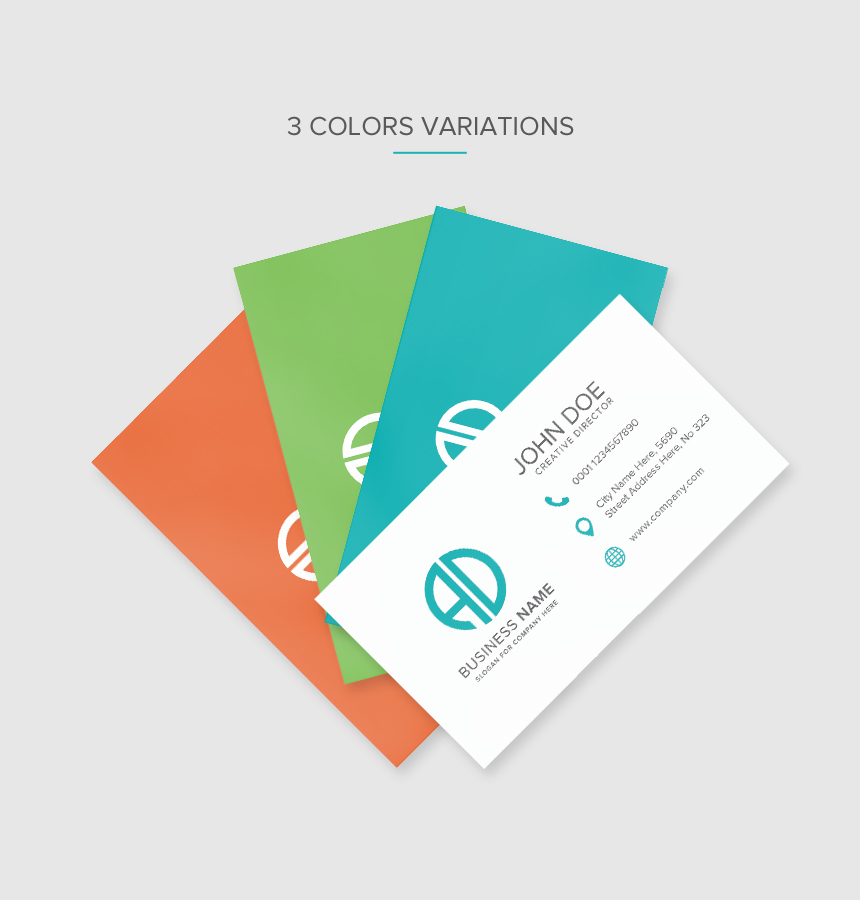 3 COLORS VARIATIONS
JOHN DOE
CREATIVE DIRECTOR
00011234567890
City Name Here, 5690
Street Address Here, No 323
www.company.com
BUSINESS NAME
SLOGAN FOR COMPANY HERE